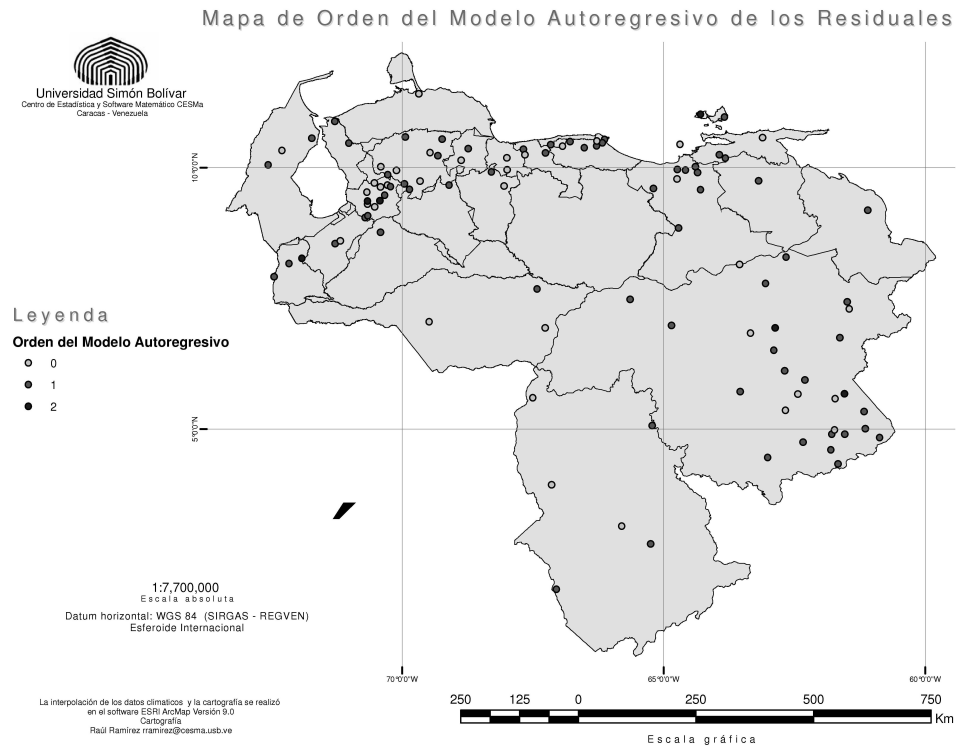 Mapa de Orden del Modelo Autoregresivo de los Residuales
Universidad Simón Bolívar
Centro de Estadística y Software Matemático CESMa
Caracas - Venezuela
10°0'0"N
5°0'0"N
Leyenda
Orden del Modelo Autoregresivo
0
1
2
1:7,700,000
Escala absoluta
Datum horizontal: WGS 84 (SIRGAS - REGVEN)
Esferoide Internacional
70°0'0"W
65°0'0"W
60°0'0"W
La interpolación de los datos climaticos y la cartografía se realizó
en el software ESRI ArcMap Versión 9.0
Cartografía
Raúl Ramírez rramirez@cesma.usb.ve
250 125 0 250 500 750
Km
Escala gráfica